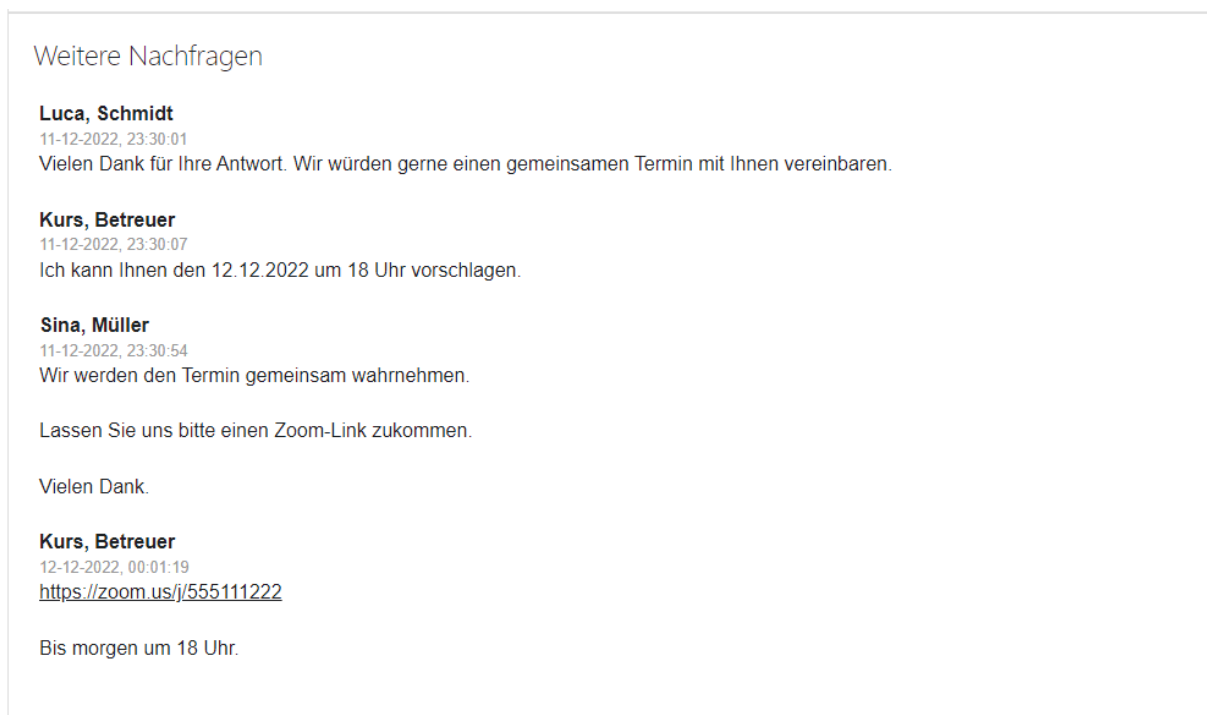 Weitere Nachfragen
Luca, Schmidt
11-12-2022, 23:30:01
Vielen Dank für Ihre Antwort. Wir würden gerne einen gemeinsamen Termin mit Ihnen vereinbaren.
Kurs, Betreuer
11-12-2022, 23:30:07
Ich kann Ihnen den 12.12.2022 um 18 Uhr vorschlagen.
Sina, Müller
11-12-2022, 23:30:54
Wir werden den Termin gemeinsam wahrnehmen.
Lassen Sie uns bitte einen Zoom-Link zukommen.
Vielen Dank.
Kurs, Betreuer
12-12-2022, 00:01:19
https://zoom.us/j/555111222
Bis morgen um 18 Uhr.